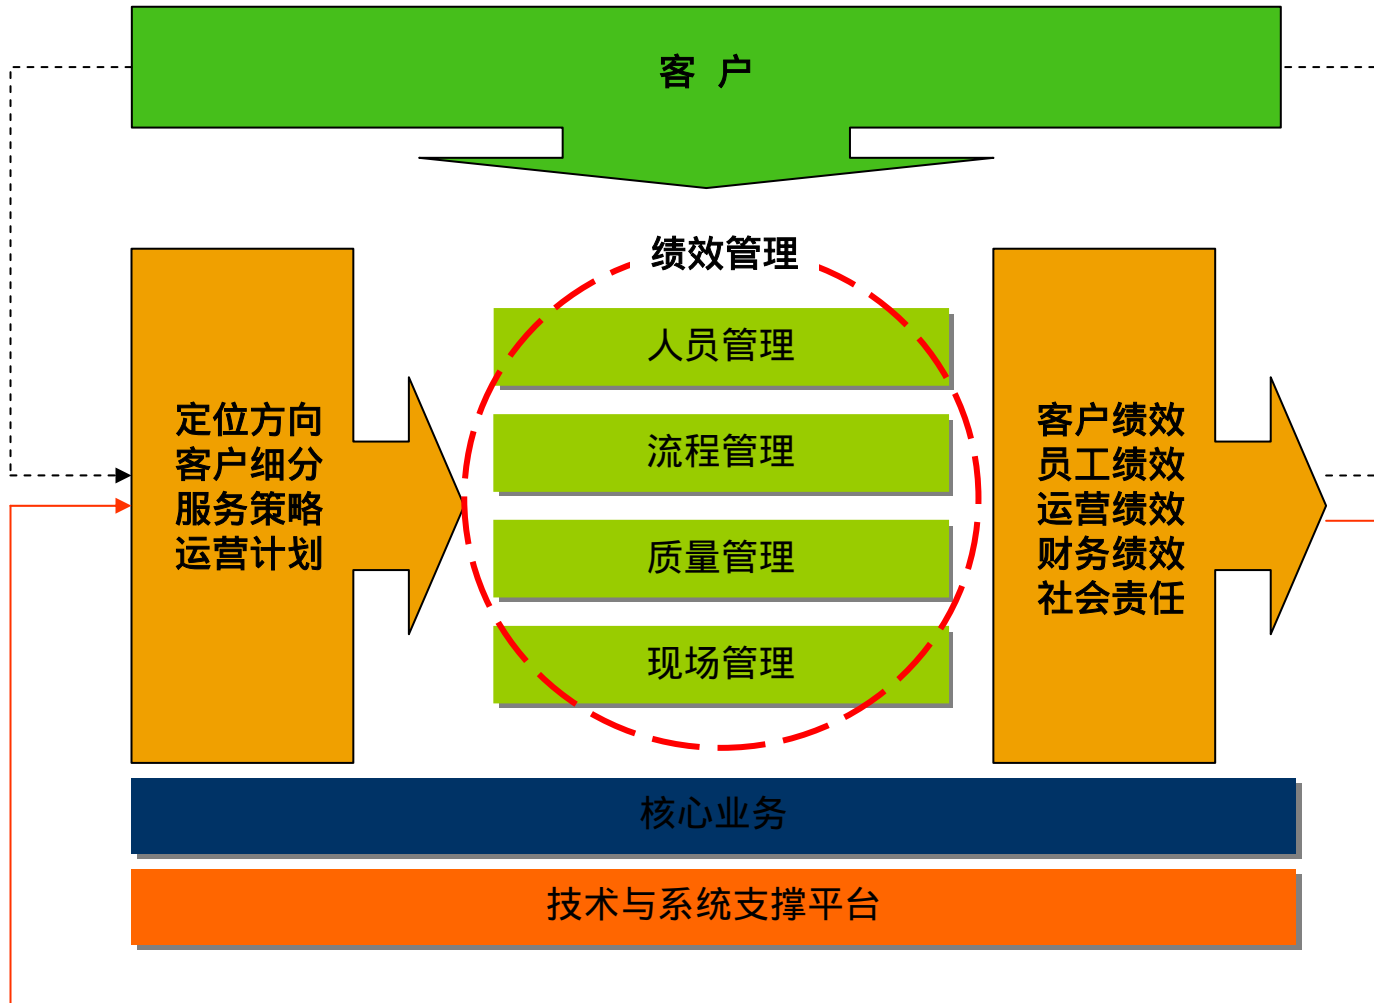 客 户
绩效管理
定位方向
客户细分
服务策略
运营计划
人员管理
流程管理
质量管理
现场管理
客户绩效
员工绩效
运营绩效
财务绩效
社会责任
核心业务
技术与系统支撑平台